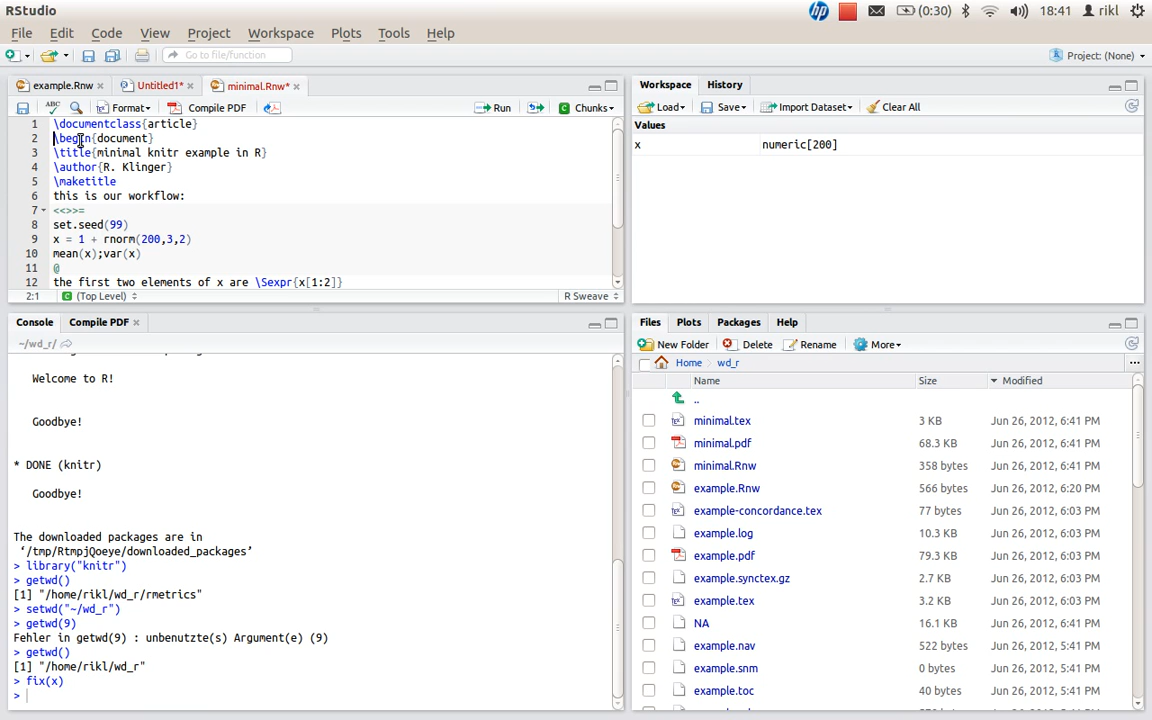 RStudio
(0:30) 18:41 rikl
File Edit Code View Project Workspace Plots Tools Help
Go to file/function Project: (None)
example.Rnw × Untitled1* × minimal.Rnw* ×
ABC Format Compile PDF Run Chunks
1 \documentclass{article}
2 \begin{document}
3 \title{minimal knitr example in R}
4 \author{R. Klinger}
5 \maketitle
6 this is our workflow:
7 <<>>=
8 set.seed(99)
9 x = 1 + rnorm(200,3,2)
10 mean(x);var(x)
11 @
12 the first two elements of x are \Sexpr{x[1:2]}
2:1 (Top Level) R Sweave
Console Compile PDF ×
~/wd_r/
Welcome to R!
Goodbye!
* DONE (knitr)
Goodbye!
The downloaded packages are in
‘/tmp/RtmpjQoeye/downloaded_packages’
> library("knitr")
> getwd()
[1] "/home/rikl/wd_r/rmetrics"
> setwd("~/wd_r")
> getwd(9)
Fehler in getwd(9) : unbenutzte(s) Argument(e) (9)
> getwd()
[1] "/home/rikl/wd_r"
> fix(x)
>
Workspace History
Load Save Import Dataset Clear All
Values
x numeric[200]
Files Plots Packages Help
New Folder Delete Rename More
Home wd_r ...
Name Size Modified
..
minimal.tex 3 KB Jun 26, 2012, 6:41 PM
minimal.pdf 68.3 KB Jun 26, 2012, 6:41 PM
minimal.Rnw 358 bytes Jun 26, 2012, 6:41 PM
example.Rnw 566 bytes Jun 26, 2012, 6:20 PM
example-concordance.tex 77 bytes Jun 26, 2012, 6:03 PM
example.log 10.3 KB Jun 26, 2012, 6:03 PM
example.pdf 79.3 KB Jun 26, 2012, 6:03 PM
example.synctex.gz 2.7 KB Jun 26, 2012, 6:03 PM
example.tex 3.2 KB Jun 26, 2012, 6:03 PM
NA 16.1 KB Jun 26, 2012, 6:03 PM
example.nav 522 bytes Jun 26, 2012, 5:41 PM
example.snm 0 bytes Jun 26, 2012, 5:41 PM
example.toc 40 bytes Jun 26, 2012, 5:41 PM